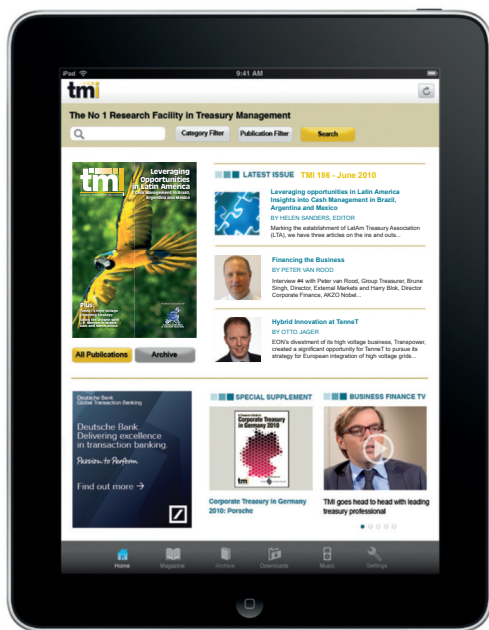 iPad
9:41 AM
tmi
The No 1 Research Facility in Treasury Management
Category Filter
Publication Filter
Search
tmi
Leveraging
Opportunities
in Latin America
Cash Management in Brazil,
Argentina and Mexico
Plus:
LATEST ISSUE TMI 186 - June 2010
Leveraging opportunities in Latin America
Insights into Cash Management in Brazil,
Argentina and Mexico
BY HELEN SANDERS, EDITOR
Marking the establishment of LatAm Treasury Association
(LTA), we have three articles on the ins and outs...
Financing the Business
BY PETER VAN ROOD
Interview #4 with Peter van Rood, Group Treasurer, Brune
Singh, Director, External Markets and Harry Blok, Director
Corporate Finance, AKZO Nobel...
Hybrid Innovation at TenneT
BY OTTO JAGER
EON's divestment of its high voltage business, Transpower,
created a significant opportunity for TenneT to pursue its
strategy for European integration of high voltage grids...
All Publications
Archive
Deutsche Bank
Global Transaction Banking
Deutsche Bank.
Delivering excellence
in transaction banking.
Passion to Perform
Find out more →
SPECIAL SUPPLEMENT
Corporate Treasury
in Germany 2010
tmi
Corporate Treasury in Germany
2010: Porsche
BUSINESS FINANCE TV
TMI goes head to head with leading
treasury professional
Home
Magazine
Archive
Downloads
Music
Settings